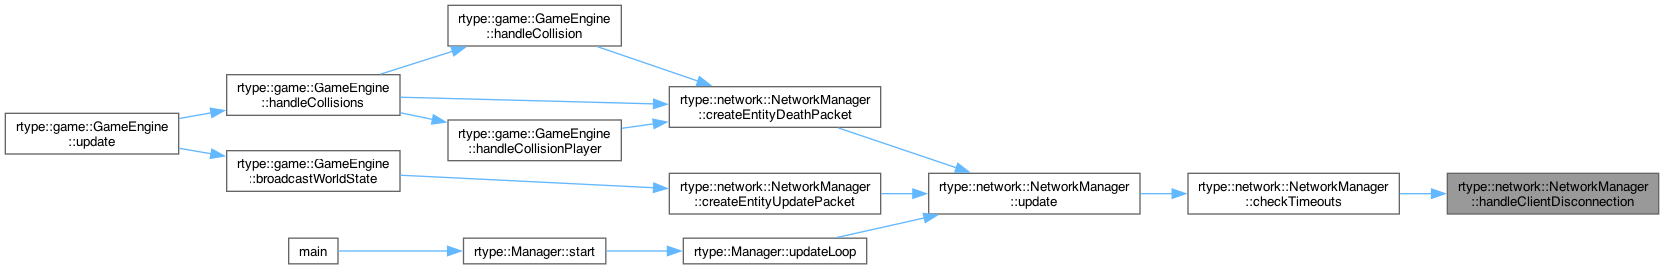 rtype::game::GameEngine
::handleCollision
rtype::game::GameEngine
::handleCollisions
rtype::network::NetworkManager
::createEntityDeathPacket
rtype::game::GameEngine
::update
rtype::game::GameEngine
::handleCollisionPlayer
rtype::game::GameEngine
::broadcastWorldState
rtype::network::NetworkManager
::createEntityUpdatePacket
rtype::network::NetworkManager
::update
rtype::network::NetworkManager
::checkTimeouts
rtype::network::NetworkManager
::handleClientDisconnection
main
rtype::Manager::start
rtype::Manager::updateLoop